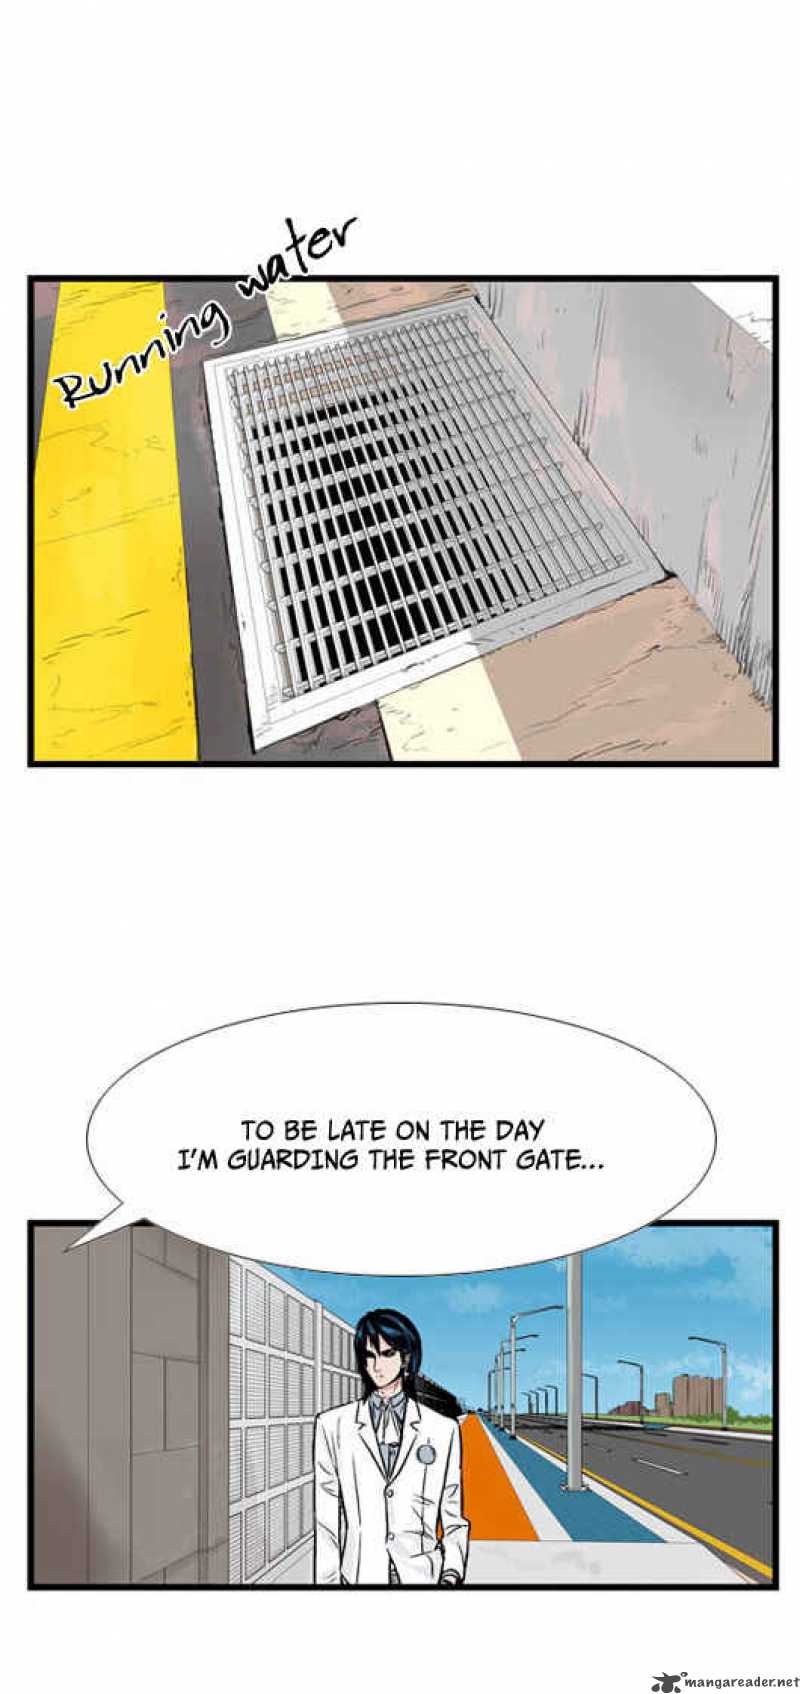 Running water
TO BE LATE ON THE DAY
I'M GUARDING THE FRONT GATE...
mangareader.net